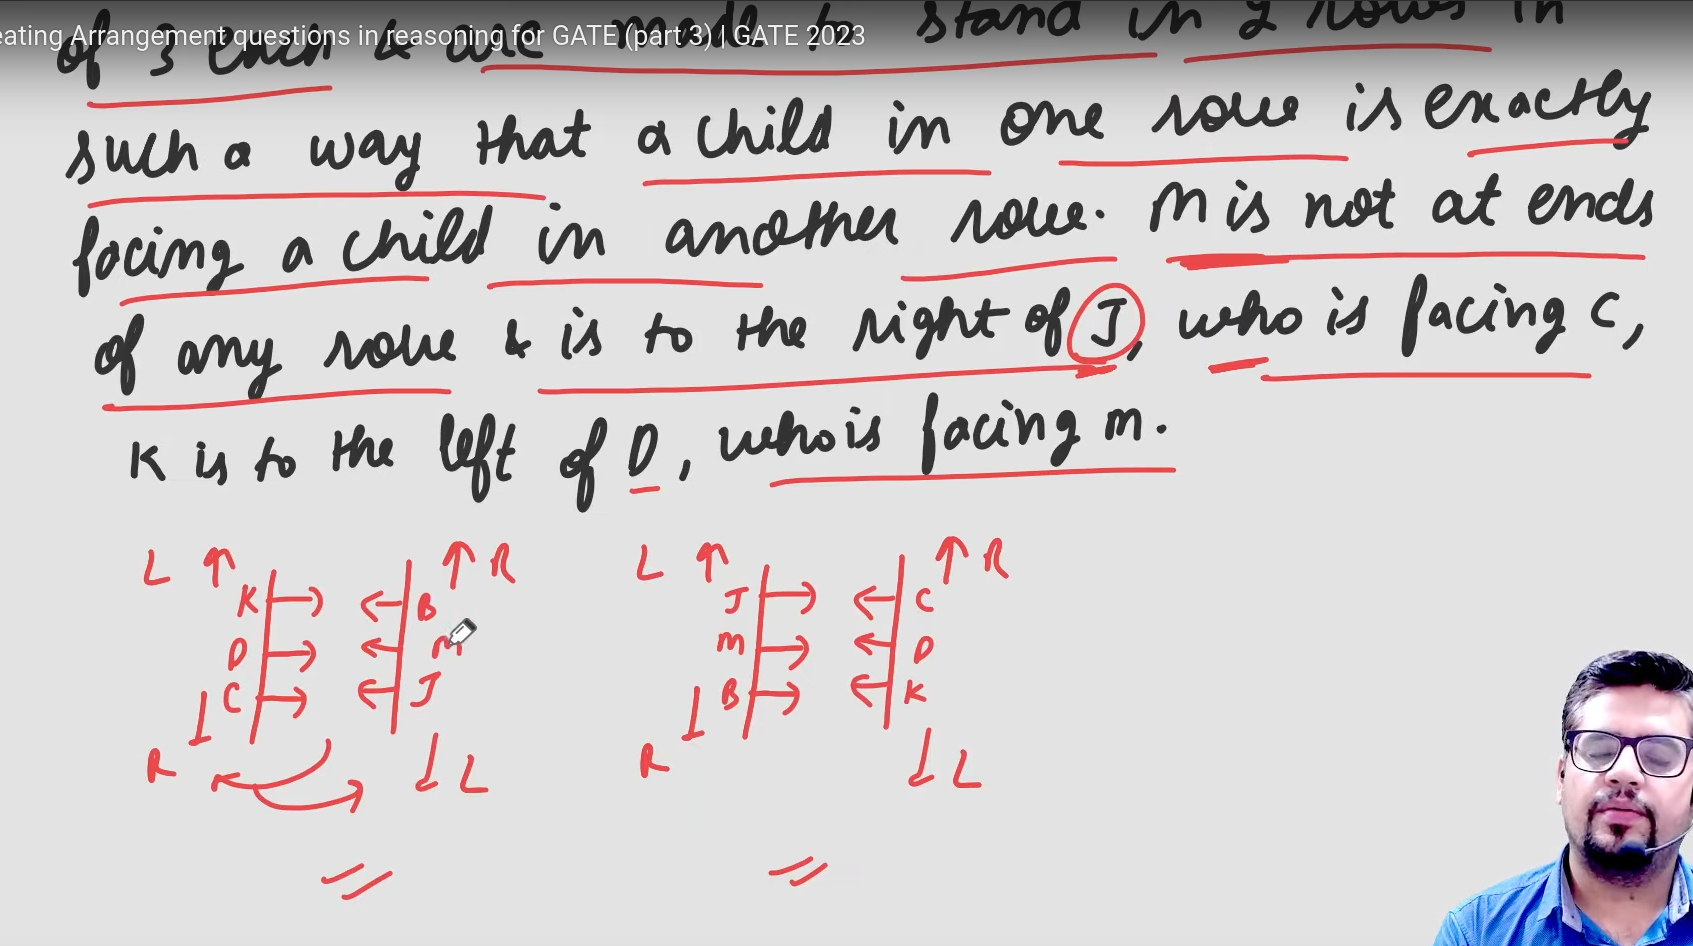 eating Arrangement questions in reasoning for GATE (part 3) | GATE 2023
of 3 each & are made to stand in 2 rows in
such a way that a child in one row is exactly
facing a child in another row. M is not at ends
of any row & is to the right of J, who is facing C,
K is to the left of D, who is facing M.
L R L R
K B J C
D M M D
C J B K
R L R L